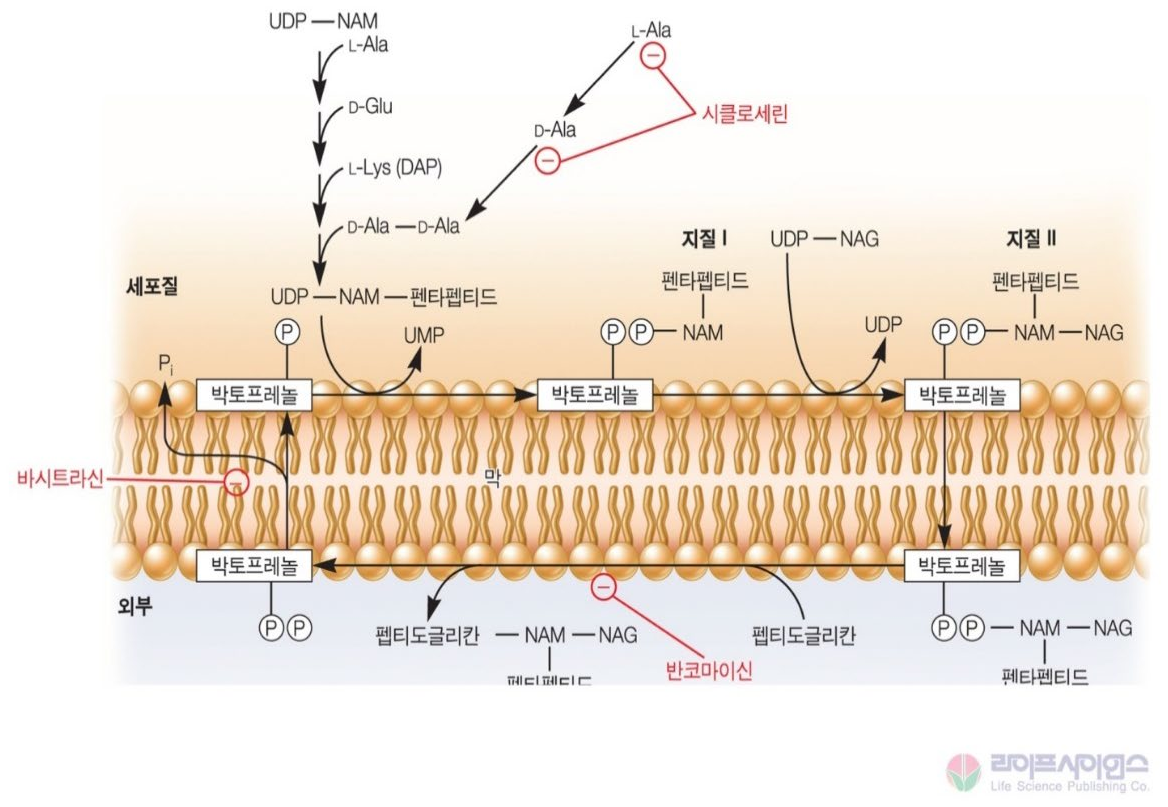 UDP — NAM
L-Ala
D-Glu
L-Lys (DAP)
D-Ala — D-Ala
UDP — NAM — 펜타펩티드
L-Ala
D-Ala
시클로세린
세포질
지질 I
UDP — NAG
지질 II
펜타펩티드
펜타펩티드
P
UMP
P P — NAM
UDP
P P — NAM — NAG
Pi
박토프레놀
박토프레놀
박토프레놀
바시트라신
막
박토프레놀
박토프레놀
외부
P P
펩티도글리칸 — NAM — NAG
펩티도글리칸
P P — NAM — NAG
반코마이신
펜타펩티드
펜타펩티드
라이프사이언스
Life Science Publishing Co.